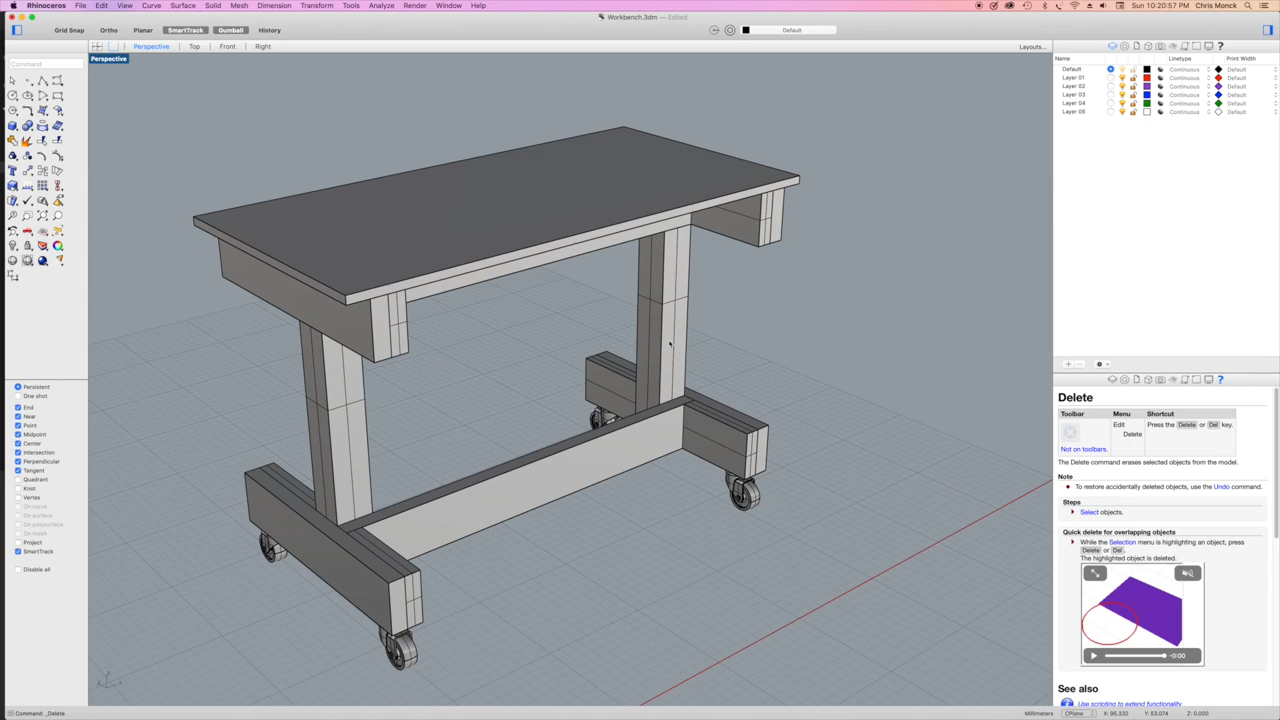 Rhinoceros File Edit View Curve Surface Solid Mesh Dimension Transform Tools Analyze Render Window Help Sun 10:20:57 Chris Monck
Workbench.3dm — Edited
Grid Snap Ortho Planar SmartTrack Gumball History Default
Perspective Top Front Right Layouts...
Perspective
Command
Persistent
One shot
End
Near
Point
Midpoint
Center
Intersection
Perpendicular
Tangent
Quadrant
Knot
Vertex
On curve
On surface
On polysurface
On mesh
Project
SmartTrack
Disable all
Name Linetype Print Width
Default Continuous Default
Layer 01 Continuous Default
Layer 02 Continuous Default
Layer 03 Continuous Default
Layer 04 Continuous Default
Layer 05 Continuous Default
Delete
Toolbar Menu Shortcut
Not on toolbars.
Edit
Delete
Press the Delete or Del key.
The Delete command erases selected objects from the model.
Note
To restore accidentally deleted objects, use the Undo command.
Steps
Select objects.
Quick delete for overlapping objects
While the Selection menu is highlighting an object, press
Delete or Del.
The highlighted object is deleted.
-0:00
See also
Use scripting to extend functionality
Command: _Delete
Millimeters CPlane X: 95.332 Y: 53.074 Z: 0.000